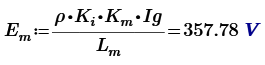 E_m := (ρ • K_i • K_m • Ig) / L_m = 357.78 V